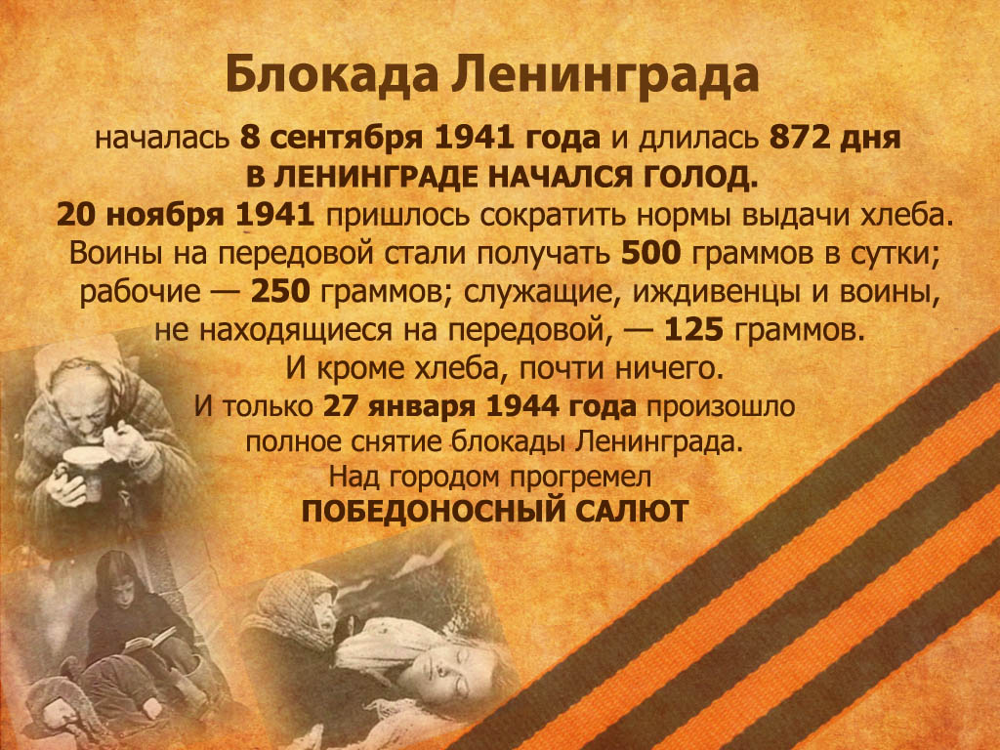 Блокада Ленинграда
началась 8 сентября 1941 года и длилась 872 дня
В ЛЕНИНГРАДЕ НАЧАЛСЯ ГОЛОД.
20 ноября 1941 пришлось сократить нормы выдачи хлеба.
Воины на передовой стали получать 500 граммов в сутки;
рабочие — 250 граммов; служащие, иждивенцы и воины,
не находящиеся на передовой, — 125 граммов.
И кроме хлеба, почти ничего.
И только 27 января 1944 года произошло
полное снятие блокады Ленинграда.
Над городом прогремел
ПОБЕДОНОСНЫЙ САЛЮТ